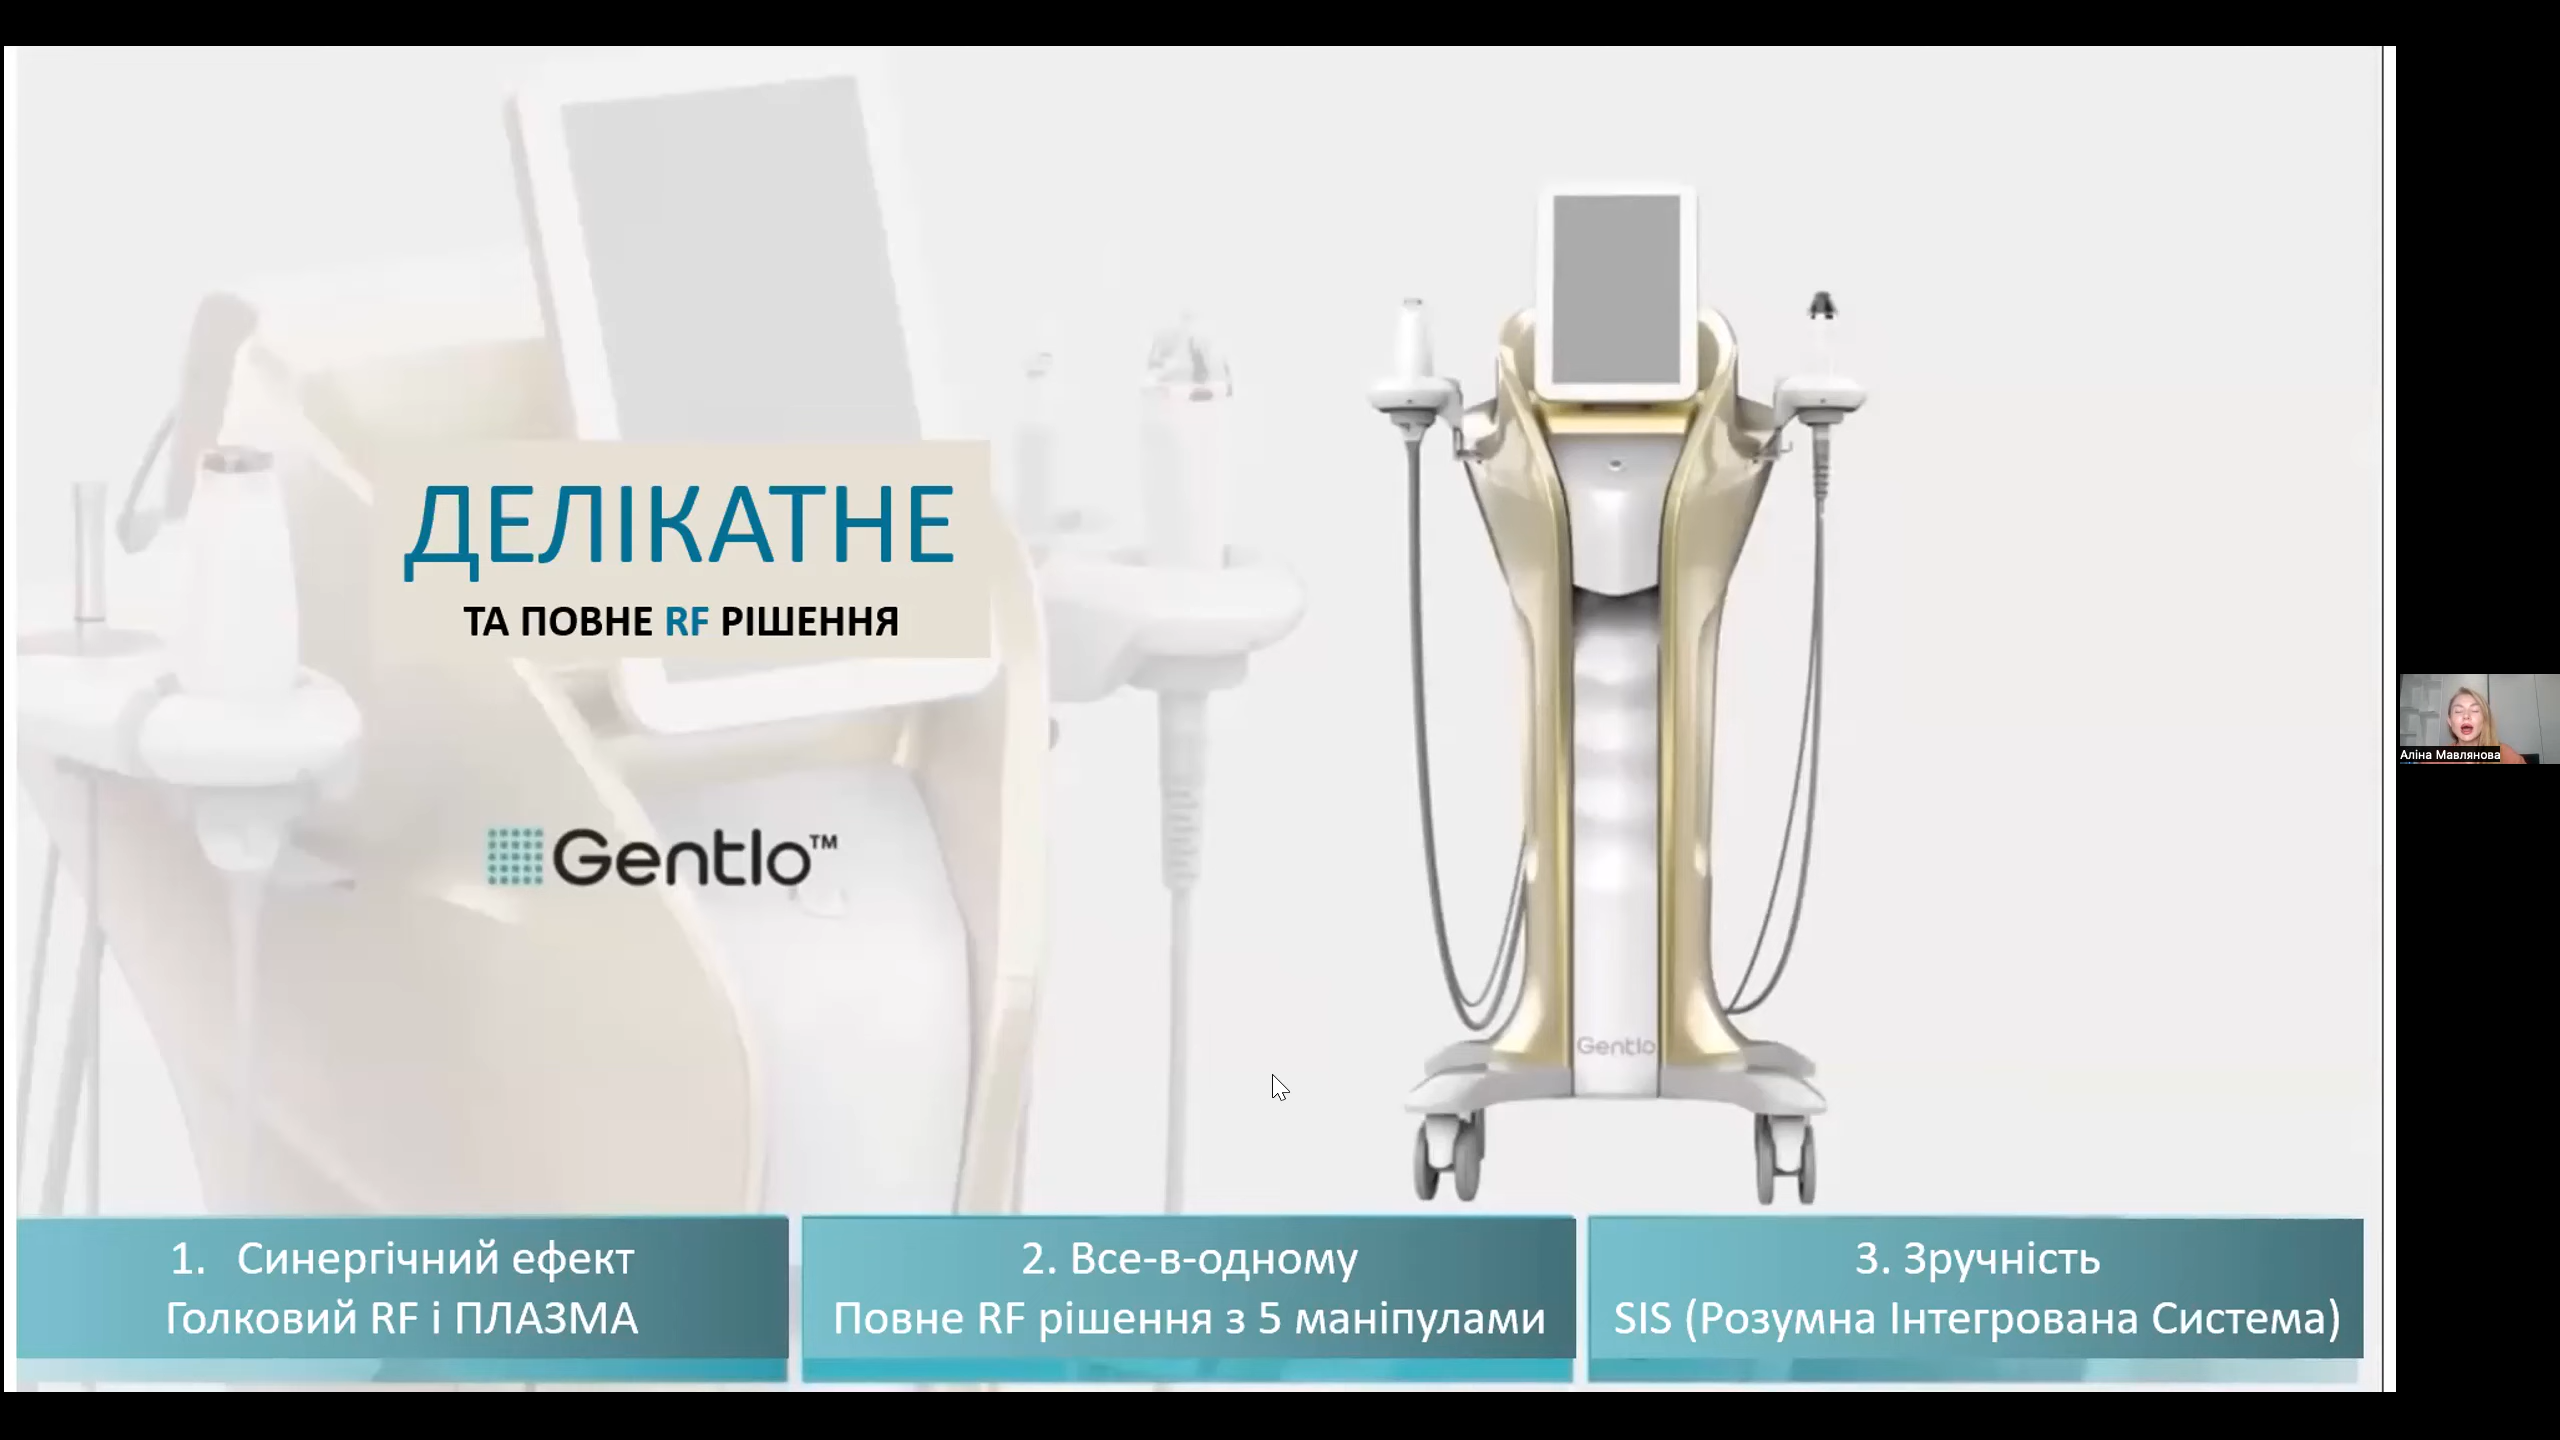 ДЕЛІКАТНЕ
ТА ПОВНЕ RF РІШЕННЯ
Gentlo™
Gentlo
Аліна Мавлянова
1. Синергічний ефект
Голковий RF і ПЛАЗМА
2. Все-в-одному
Повне RF рішення з 5 маніпулами
3. Зручність
SIS (Розумна Інтегрована Система)